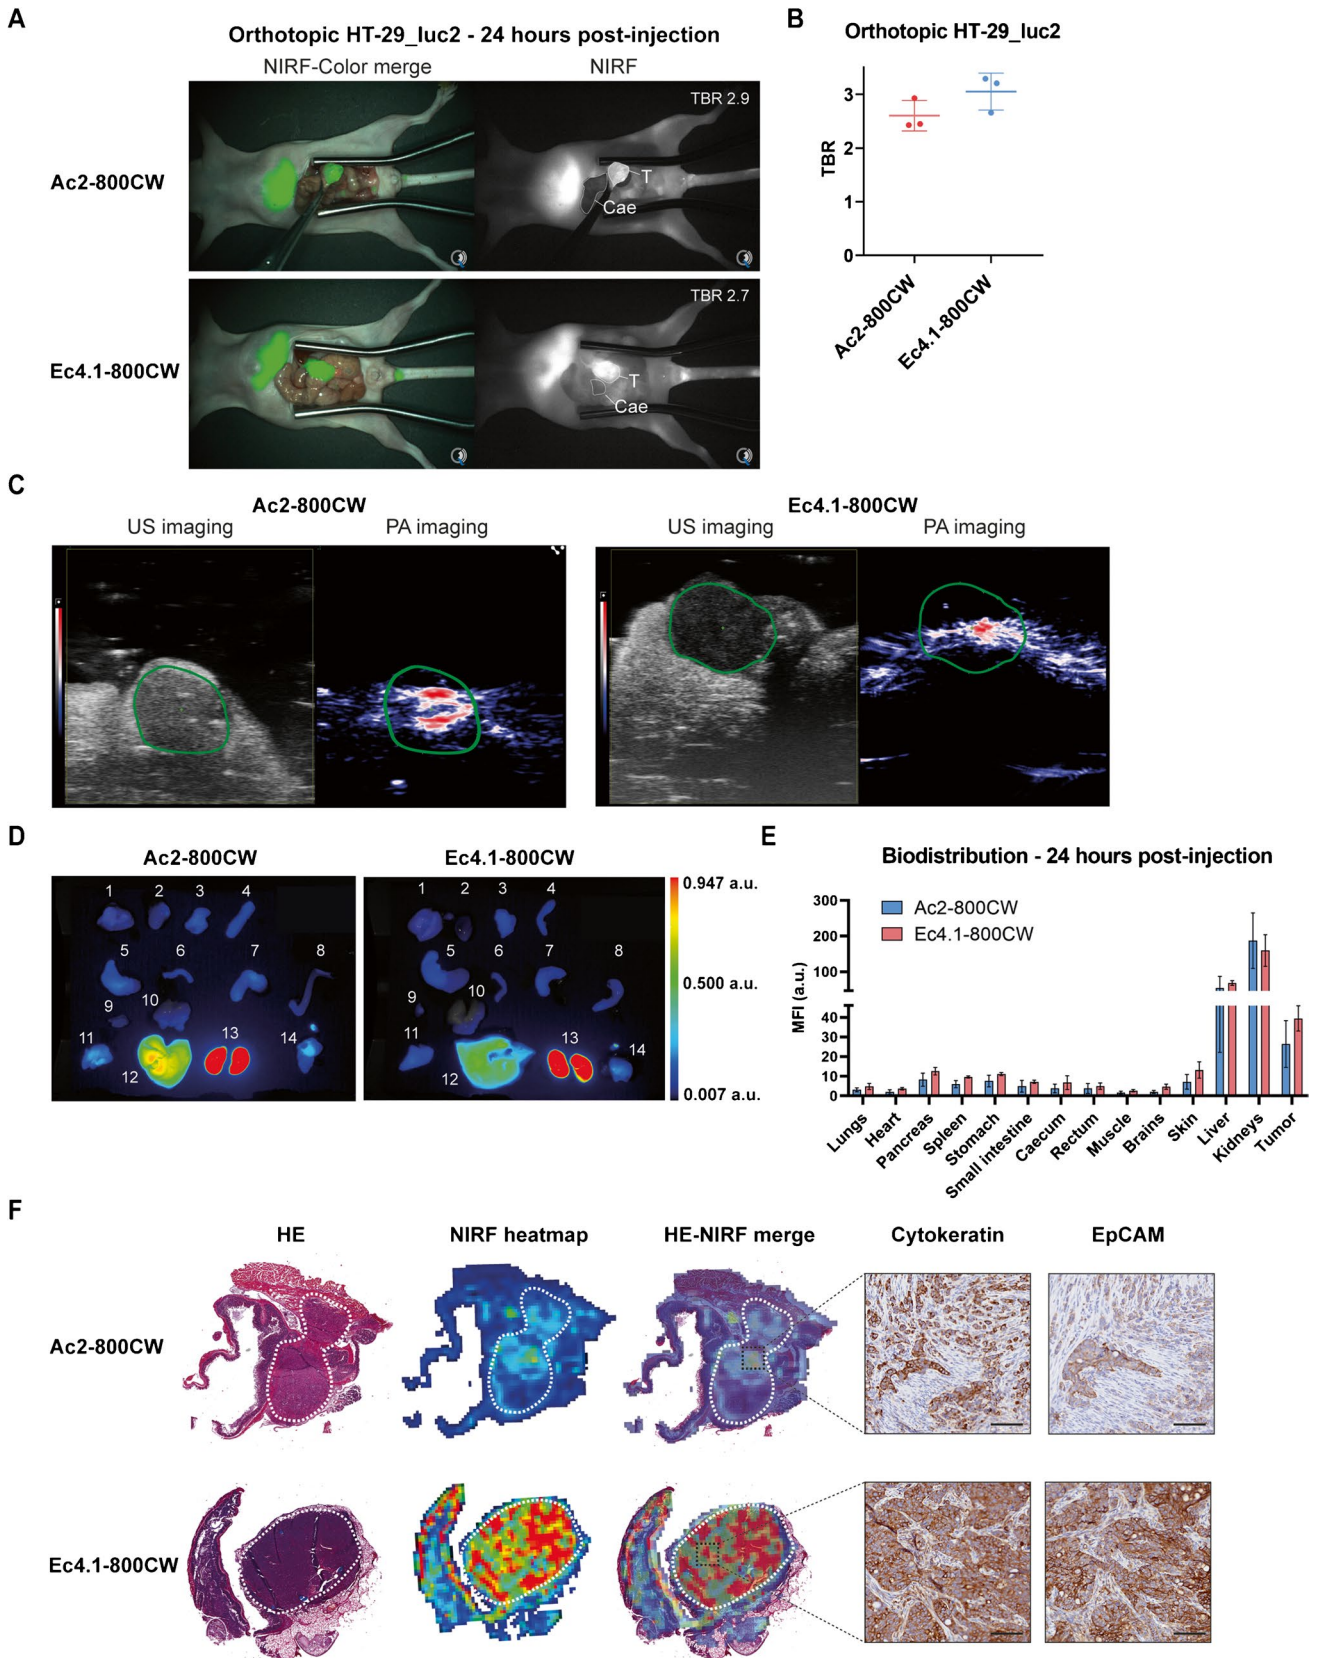 A
Orthotopic HT-29_luc2 - 24 hours post-injection
NIRF-Color merge
NIRF
Ac2-800CW
TBR 2.9
T
Cae
Ec4.1-800CW
TBR 2.7
T
Cae
B
Orthotopic HT-29_luc2
TBR
3
2
1
0
Ac2-800CW
Ec4.1-800CW
C
Ac2-800CW
US imaging
PA imaging
Ec4.1-800CW
US imaging
PA imaging
D
Ac2-800CW
1
2
3
4
5
6
7
8
9
10
11
12
13
14
Ec4.1-800CW
1
2
3
4
5
6
7
8
9
10
11
12
13
14
0.947 a.u.
0.500 a.u.
0.007 a.u.
E
Biodistribution - 24 hours post-injection
Ac2-800CW
Ec4.1-800CW
MFI (a.u.)
300
200
100
40
30
20
10
0
Lungs
Heart
Pancreas
Spleen
Stomach
Small intestine
Caecum
Rectum
Muscle
Brains
Skin
Liver
Kidneys
Tumor
F
HE
NIRF heatmap
HE-NIRF merge
Cytokeratin
EpCAM
Ac2-800CW
Ec4.1-800CW